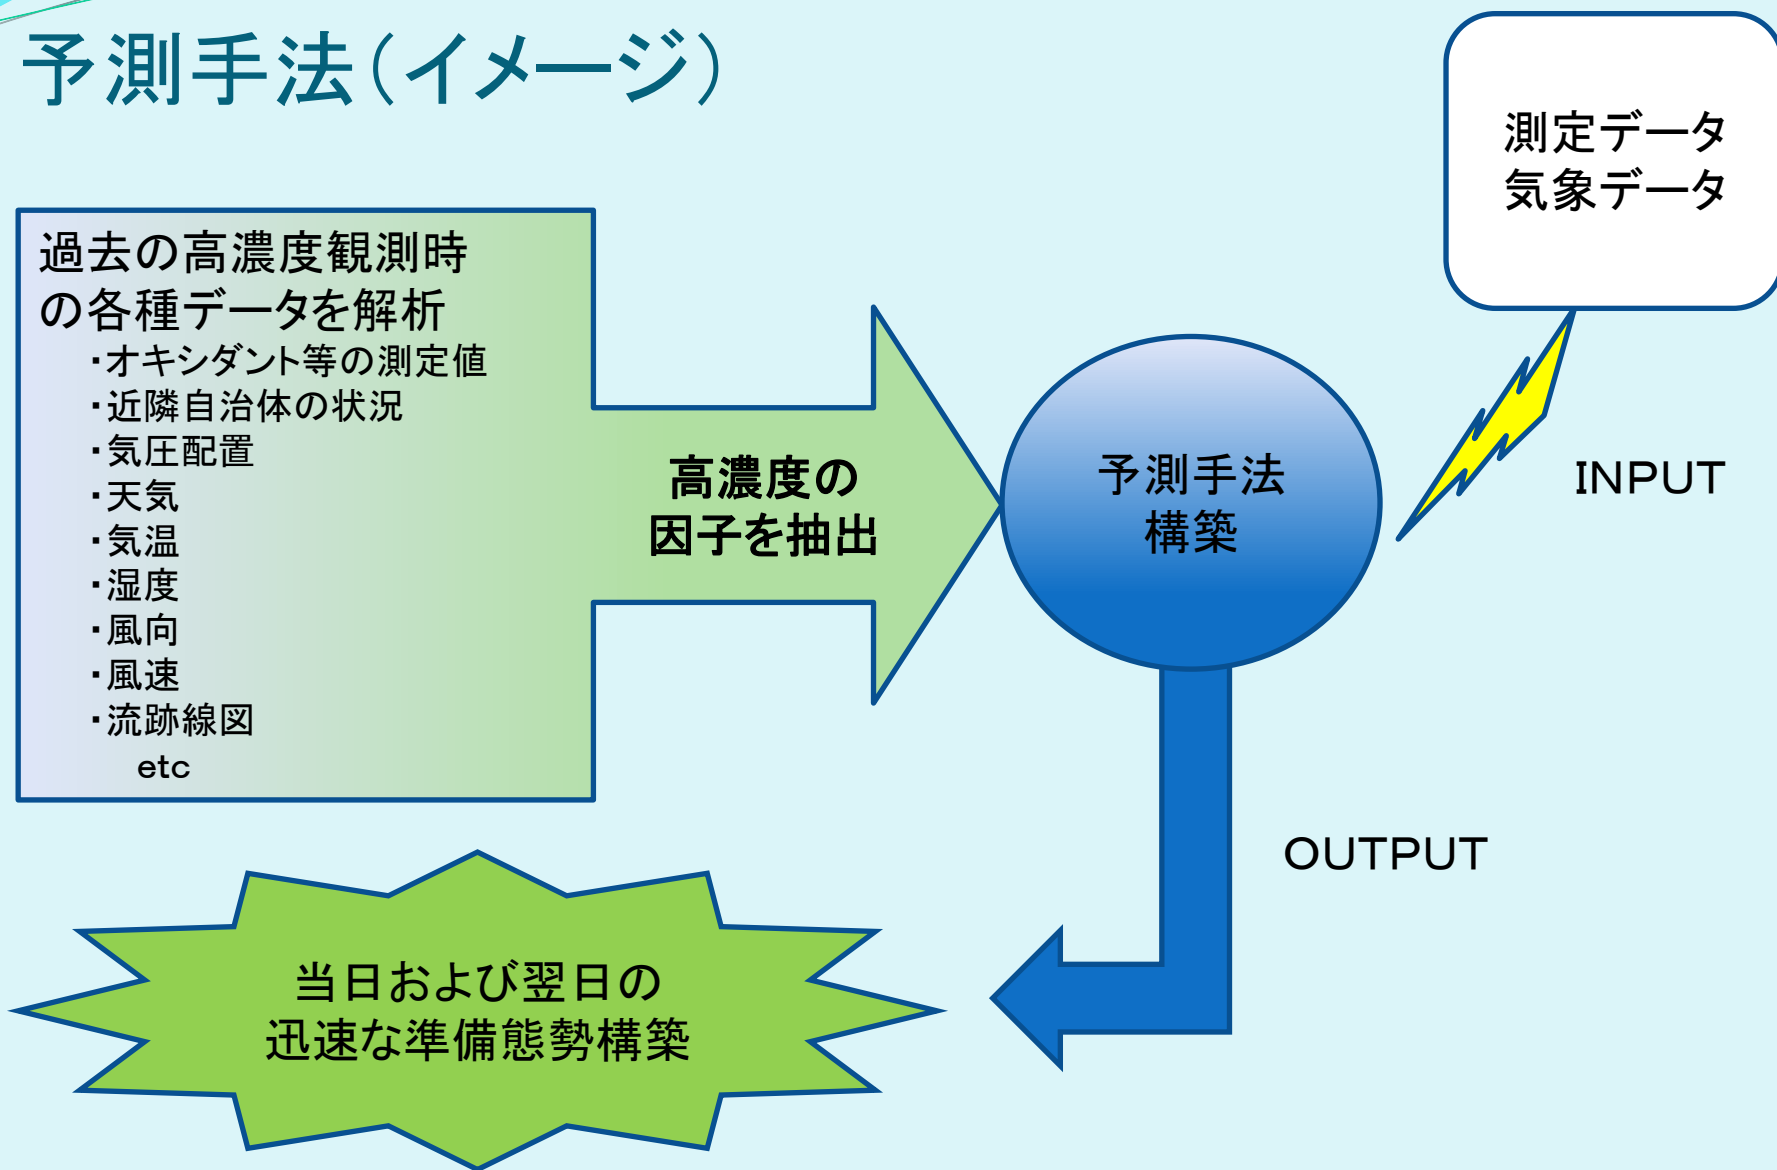 予測手法(イメージ)
測定データ
気象データ
過去の高濃度観測時
の各種データを解析
・オキシダント等の測定値
・近隣自治体の状況
・気圧配置
・天気
・気温
・湿度
・風向
・風速
・流跡線図
etc
高濃度の
因子を抽出
予測手法
構築
INPUT
OUTPUT
当日および翌日の
迅速な準備態勢構築